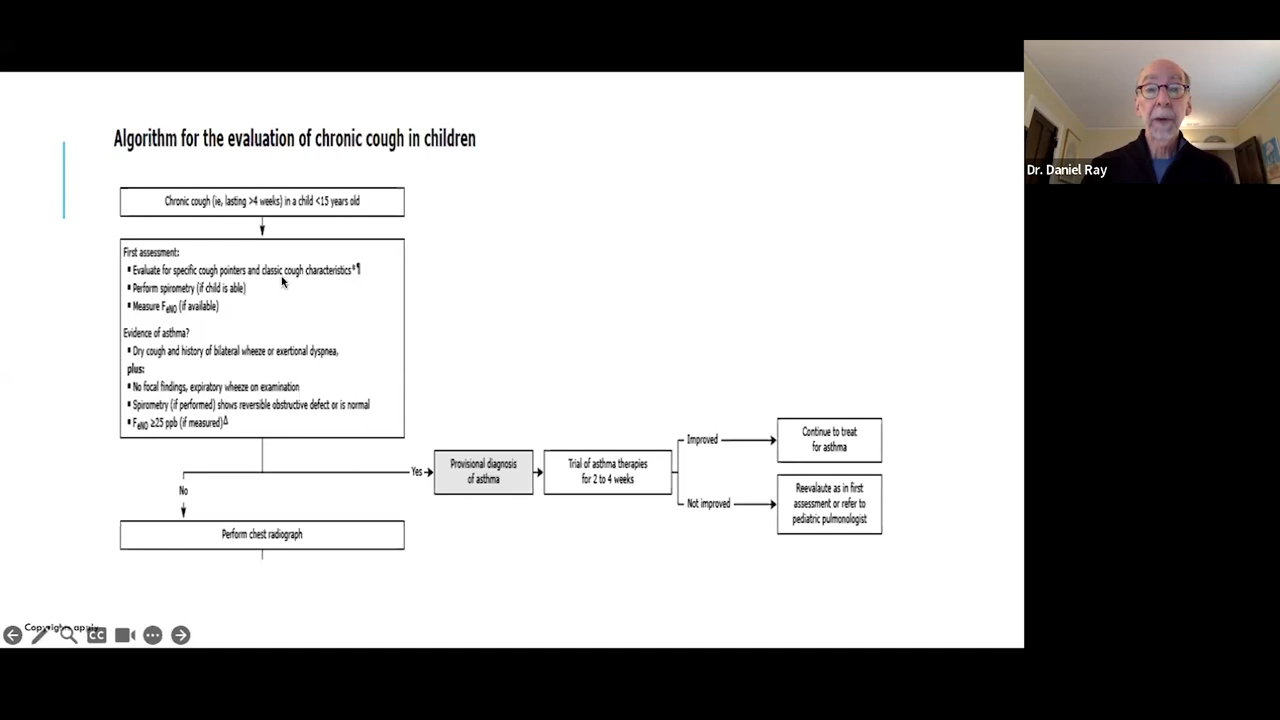 Algorithm for the evaluation of chronic cough in children
Chronic cough (ie, lasting >4 weeks) in a child <15 years old
First assessment:
▪ Evaluate for specific cough pointers and classic cough characteristics*¶
▪ Perform spirometry (if child is able)
▪ Measure FeNO (if available)
Evidence of asthma?
▪ Dry cough and history of bilateral wheeze or exertional dyspnea,
plus:
▪ No focal findings, expiratory wheeze on examination
▪ Spirometry (if performed) shows reversible obstructive defect or is normal
▪ FeNO ≥25 ppb (if measured)Δ
Yes
Provisional diagnosis
of asthma
Trial of asthma therapies
for 2 to 4 weeks
Improved
Continue to treat
for asthma
Not improved
Reevalaute as in first
assessment or refer to
pediatric pulmonologist
No
Perform chest radiograph
Copyrights apply
CC
Dr. Daniel Ray